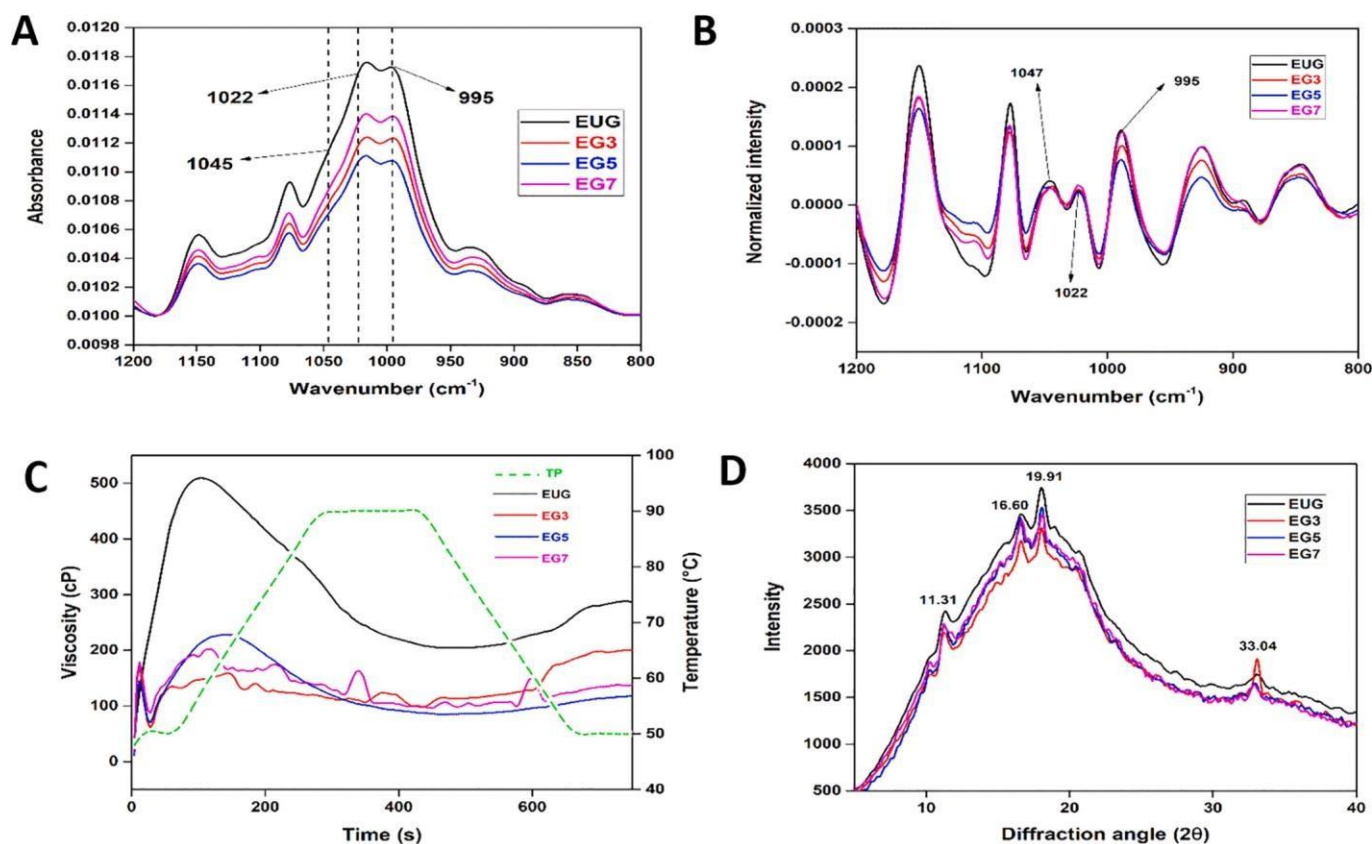 A
0.0120
0.0118
0.0116
0.0114
0.0112
0.0110
0.0108
0.0106
0.0104
0.0102
0.0100
0.0098
Absorbance
1022
995
1045
EUG
EG3
EG5
EG7
1200
1150
1100
1050
1000
950
900
850
800
Wavenumber (cm-1)
B
0.0003
0.0002
0.0001
0.0000
-0.0001
-0.0002
Normalized intensity
1047
995
1022
EUG
EG3
EG5
EG7
1200
1100
1000
900
800
Wavenumber (cm-1)
C
500
400
300
200
100
0
Viscosity (cP)
TP
EUG
EG3
EG5
EG7
100
90
80
70
60
50
40
Temperature (°C)
0
200
400
600
Time (s)
D
4000
3500
3000
2500
2000
1500
1000
500
Intensity
19.91
16.60
11.31
33.04
EUG
EG3
EG5
EG7
10
20
30
40
Diffraction angle (2θ)